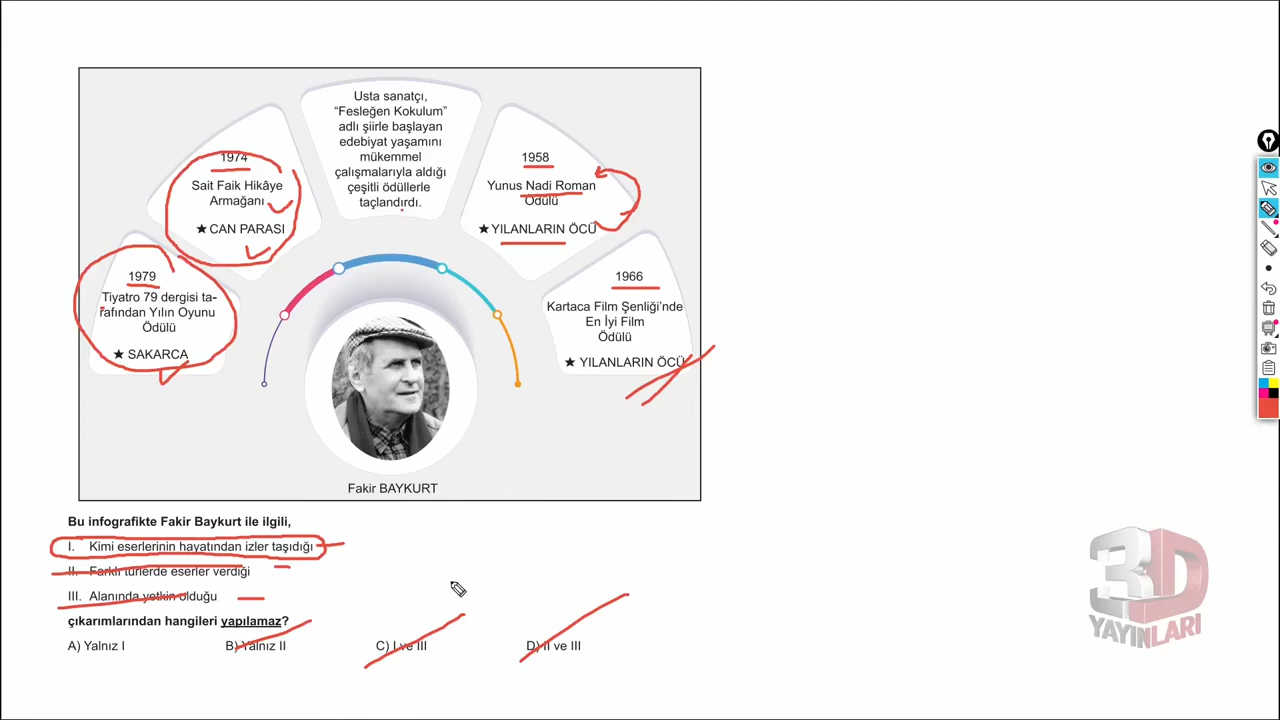 Usta sanatçı,
“Fesleğen Kokulum”
adlı şiirle başlayan
edebiyat yaşamını
mükemmel
çalışmalarıyla aldığı
çeşitli ödüllerle
taçlandırdı.
1974
Sait Faik Hikâye
Armağanı
★ CAN PARASI
1958
Yunus Nadi Roman
Ödülü
★ YILANLARIN ÖCÜ
1979
Tiyatro 79 dergisi ta-
rafından Yılın Oyunu
Ödülü
★ SAKARCA
1966
Kartaca Film Şenliği’nde
En İyi Film
Ödülü
★ YILANLARIN ÖCÜ
Fakir BAYKURT
Bu infografikte Fakir Baykurt ile ilgili,
I. Kimi eserlerinin hayatından izler taşıdığı
II. Farklı türlerde eserler verdiği
III. Alanında yetkin olduğu
çıkarımlarından hangileri yapılamaz?
A) Yalnız I B) Yalnız II C) I ve III D) II ve III
3D
YAYINLARI